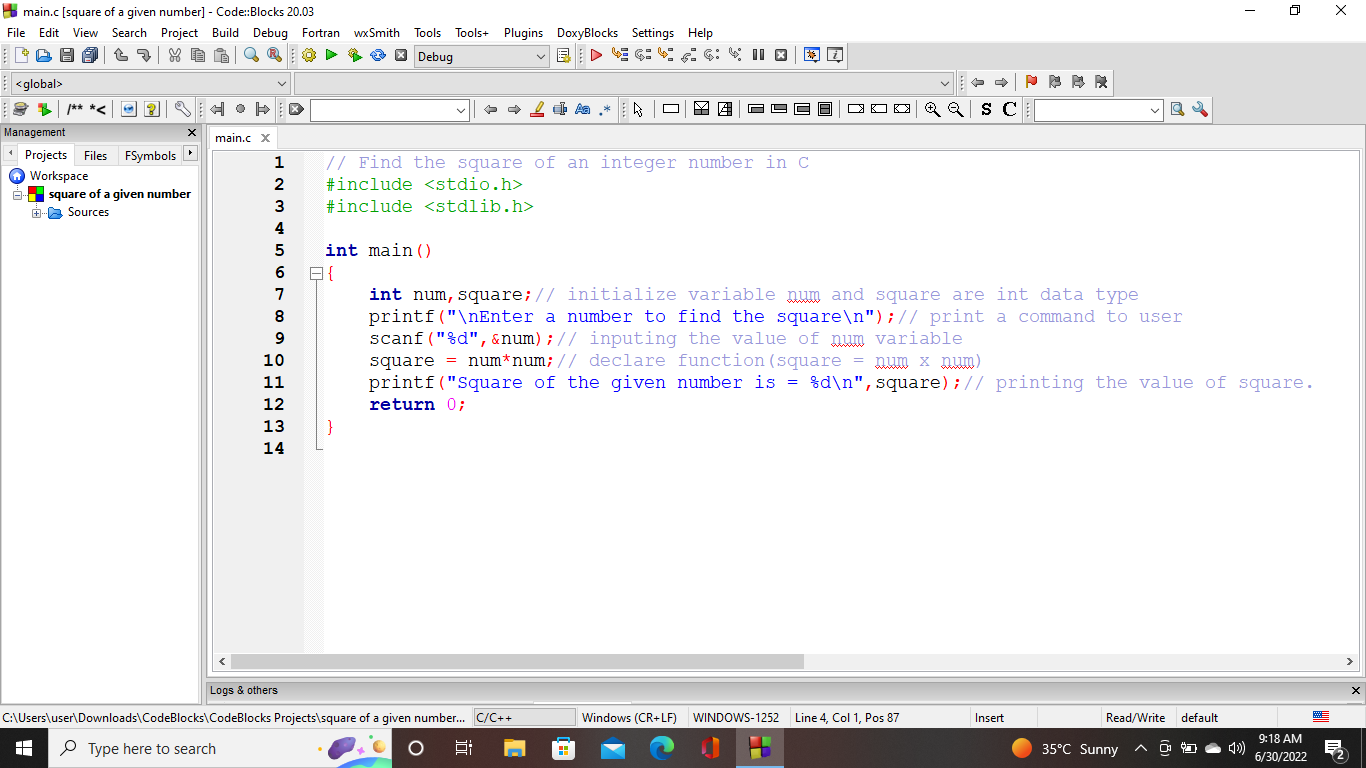 main.c [square of a given number] - Code::Blocks 20.03
File Edit View Search Project Build Debug Fortran wxSmith Tools Tools+ Plugins DoxyBlocks Settings Help
Debug
<global>
/** *< Aa .* S C
Management
main.c
Projects Files FSymbols
Workspace
square of a given number
Sources
1 // Find the square of an integer number in C
2 #include <stdio.h>
3 #include <stdlib.h>
4
5 int main()
6 {
7 int num,square;// initialize variable num and square are int data type
8 printf("\nEnter a number to find the square\n");// print a command to user
9 scanf("%d",&num);// inputing the value of num variable
10 square = num*num;// declare function(square = num x num)
11 printf("Square of the given number is = %d\n",square);// printing the value of square.
12 return 0;
13 }
14
Logs & others
C:\Users\user\Downloads\CodeBlocks\CodeBlocks Projects\square of a given number... C/C++ Windows (CR+LF) WINDOWS-1252 Line 4, Col 1, Pos 87 Insert Read/Write default
Type here to search
35°C Sunny
9:18 AM
6/30/2022
2